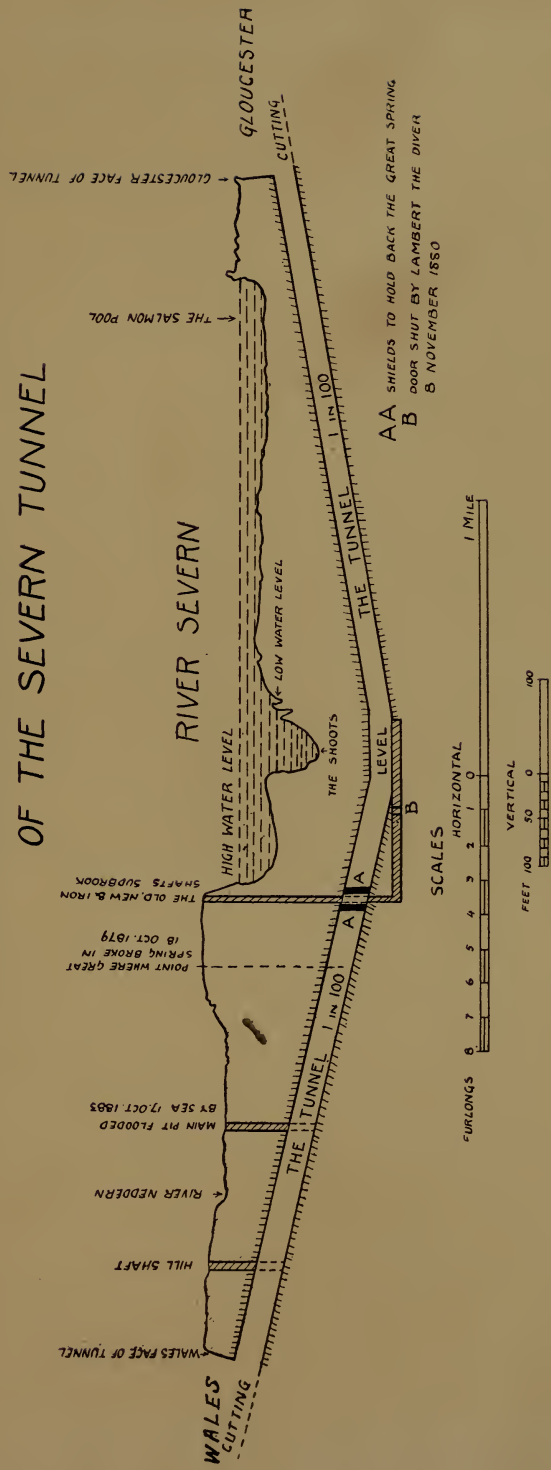 OF THE SEVERN TUNNEL
WALES
CUTTING
WALES FACE OF TUNNEL
HILL SHAFT
RIVER NEDDERN
MAIN PIT FLOODED
BY SEA 17. OCT. 1883
POINT WHERE GREAT
SPRING BROKE IN
18 OCT. 1879
THE OLD, NEW & IRON
SHAFTS SUDBROOK
RIVER SEVERN
HIGH WATER LEVEL
LOW WATER LEVEL
THE SHOOTS
THE SALMON POOL
GLOUCESTER FACE OF TUNNEL
GLOUCESTER
CUTTING
THE TUNNEL 1 IN 100
A A
LEVEL
B
THE TUNNEL 1 IN 100
AA SHIELDS TO HOLD BACK THE GREAT SPRING
B DOOR SHUT BY LAMBERT THE DIVER
8 NOVEMBER 1880
SCALES
HORIZONTAL
FURLONGS 8 7 6 5 4 3 2 1 0 1 MILE
VERTICAL
FEET 100 50 0 100